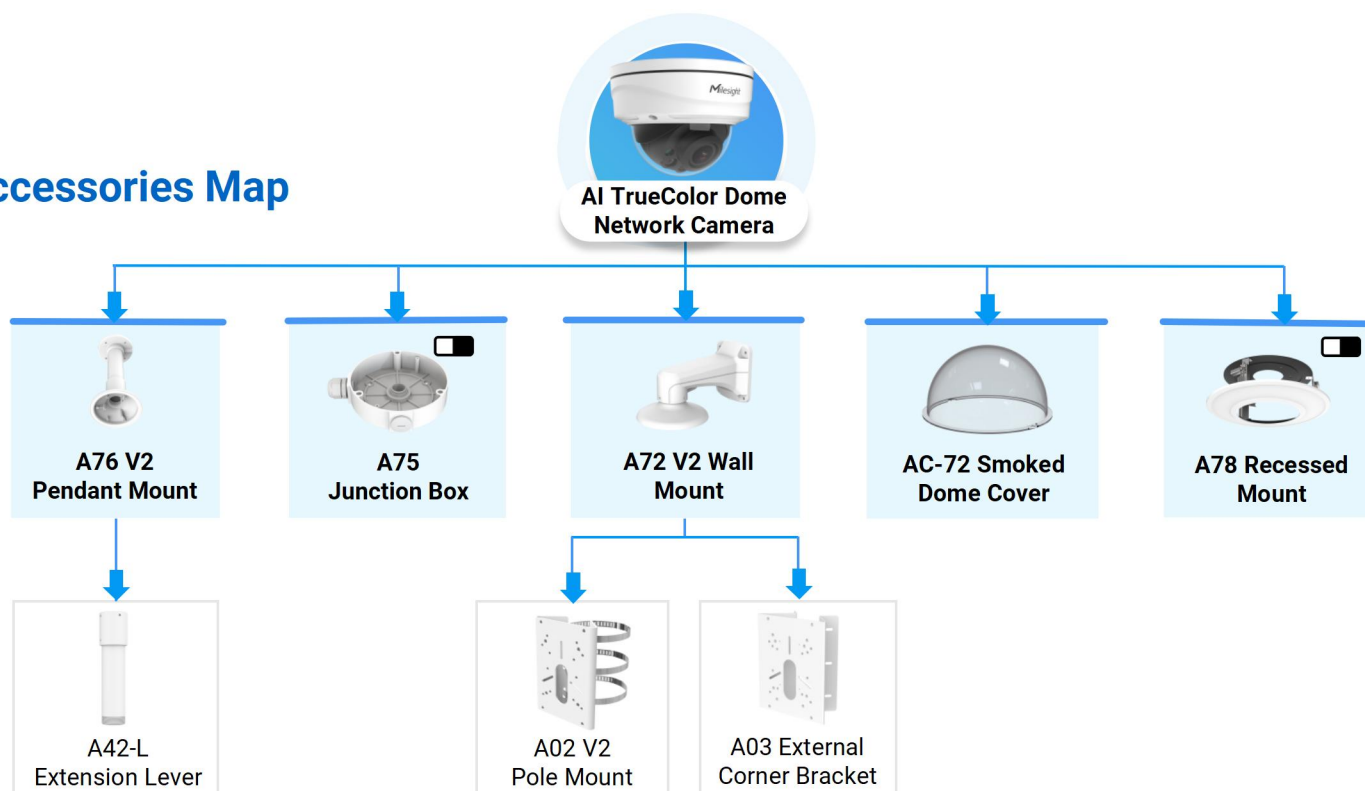 Milesight
AI TrueColor Dome
Network Camera
ccessories Map
A76 V2
Pendant Mount
A75
Junction Box
A72 V2 Wall
Mount
AC-72 Smoked
Dome Cover
A78 Recessed
Mount
A42-L
Extension Lever
A02 V2
Pole Mount
A03 External
Corner Bracket